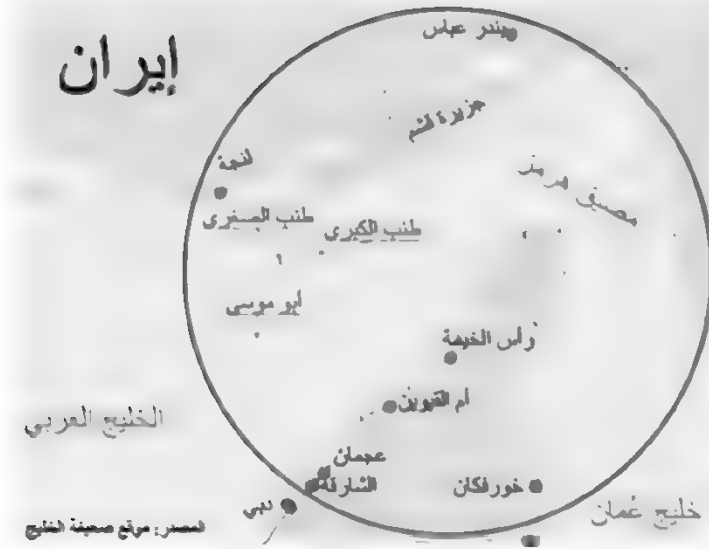 بندر عباس
إيران
جزيرة قشم
لنجة
مضيق هرمز
طنب الصغرى
طنب الكبرى
أبو موسى
رأس الخيمة
أم القيوين
الخليج العربي
عجمان
الشارقة
خورفكان
دبي
خليج عُمان
المصدر: موقع صحيفة الخليج